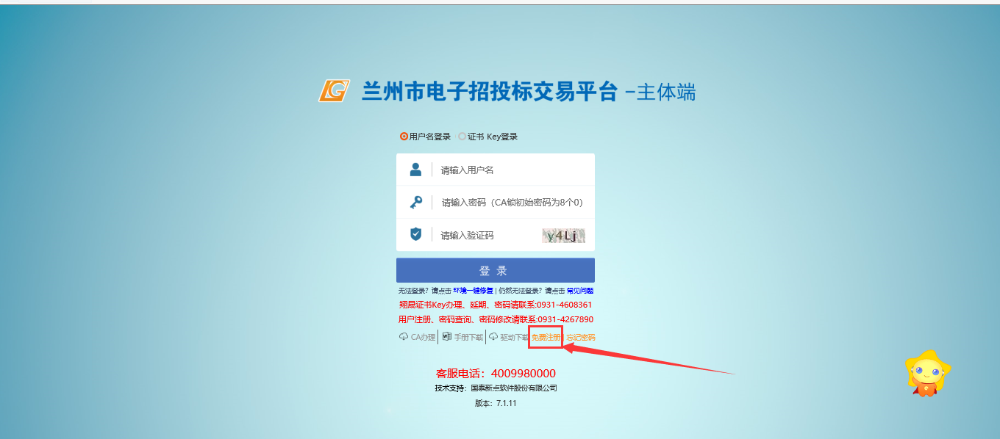 LG 兰州市电子招投标交易平台 –主体端
用户名登录 证书 Key登录
请输入用户名
请输入密码（CA锁初始密码为8个0）
请输入验证码 y4Lj
登 录
无法登录？请点击 环境一键修复 | 仍然无法登录？请点击 常见问题
翔晟证书Key办理、延期、密码请联系:0931-4608361
用户注册、密码查询、密码修改请联系:0931-4267890
CA办理 手册下载 驱动下载 免费注册 | 忘记密码
客服电话：4009980000
技术支持：国泰新点软件股份有限公司
版本：7.1.11